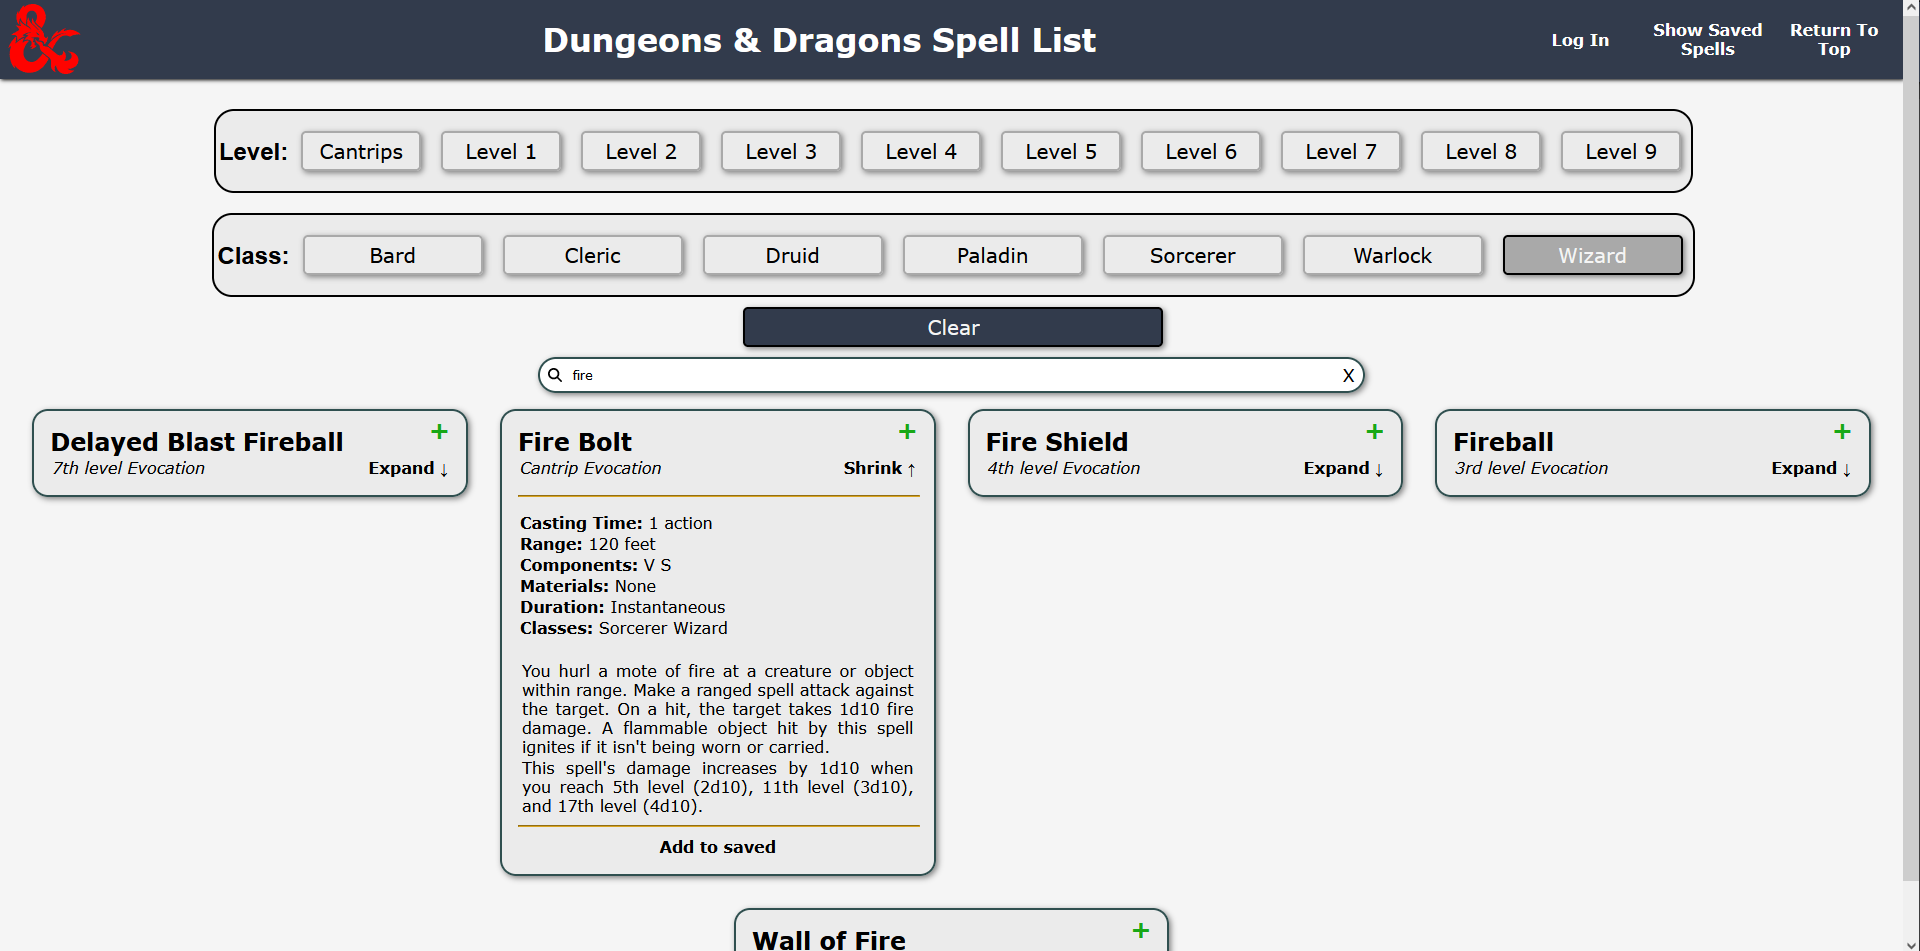 Dungeons & Dragons Spell List
Log In
Show Saved
Spells
Return To
Top
Level: Cantrips Level 1 Level 2 Level 3 Level 4 Level 5 Level 6 Level 7 Level 8 Level 9
Class: Bard Cleric Druid Paladin Sorcerer Warlock Wizard
Clear
fire X
Delayed Blast Fireball +
7th level Evocation Expand ↓
Fire Bolt +
Cantrip Evocation Shrink ↑
Casting Time: 1 action
Range: 120 feet
Components: V S
Materials: None
Duration: Instantaneous
Classes: Sorcerer Wizard
You hurl a mote of fire at a creature or object
within range. Make a ranged spell attack against
the target. On a hit, the target takes 1d10 fire
damage. A flammable object hit by this spell
ignites if it isn't being worn or carried.
This spell's damage increases by 1d10 when
you reach 5th level (2d10), 11th level (3d10),
and 17th level (4d10).
Add to saved
Fire Shield +
4th level Evocation Expand ↓
Fireball +
3rd level Evocation Expand ↓
Wall of Fire +